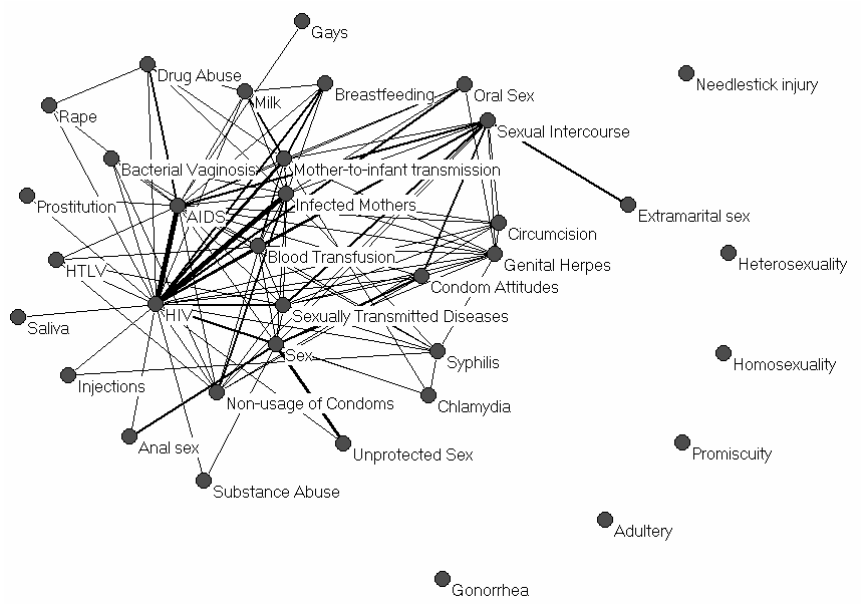 Gays
Drug Abuse
Needlestick injury
Milk
Breastfeeding
Oral Sex
Rape
Sexual Intercourse
Bacterial Vaginosis
Mother-to-infant transmission
Prostitution
Infected Mothers
AIDS
Extramarital sex
Circumcision
Blood Transfusion
Genital Herpes
Heterosexuality
HTLV
Condom Attitudes
HIV
Sexually Transmitted Diseases
Saliva
Sex
Syphilis
Homosexuality
Injections
Non-usage of Condoms
Chlamydia
Anal sex
Unprotected Sex
Promiscuity
Substance Abuse
Adultery
Gonorrhea